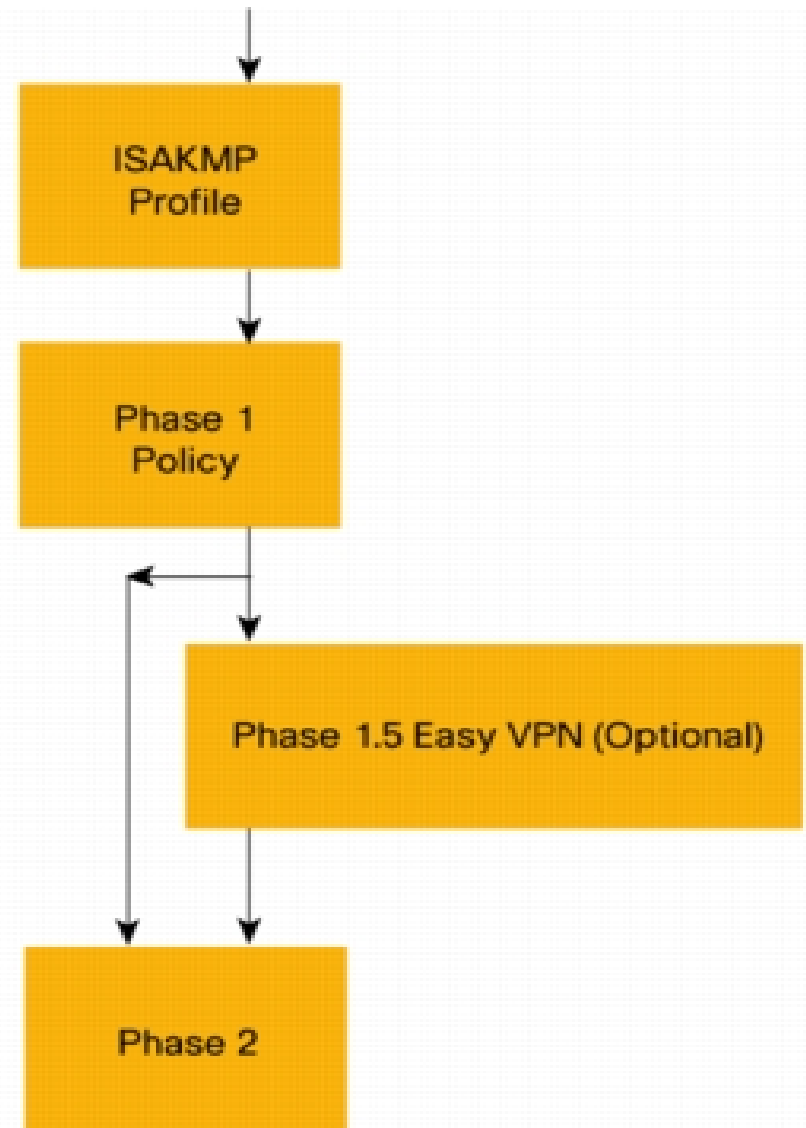 ISAKMP
Profile
Phase 1
Policy
Phase 1.5 Easy VPN (Optional)
Phase 2